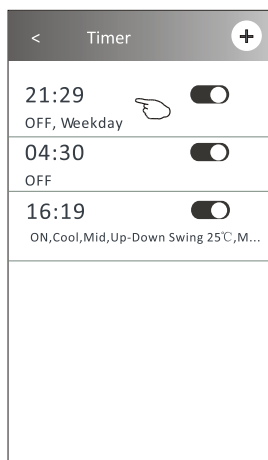 < Timer +
21:29
OFF, Weekday
04:30
OFF
16:19
ON,Cool,Mid,Up-Down Swing 25℃,M...